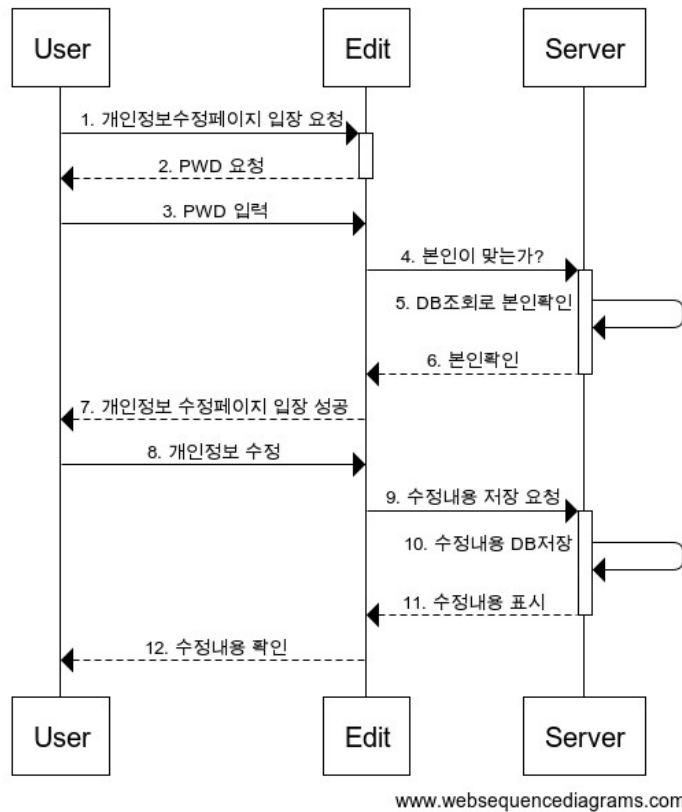 User Edit Server
1. 개인정보수정페이지 입장 요청
2. PWD 요청
3. PWD 입력
4. 본인이 맞는가?
5. DB조회로 본인확인
6. 본인확인
7. 개인정보 수정페이지 입장 성공
8. 개인정보 수정
9. 수정내용 저장 요청
10. 수정내용 DB저장
11. 수정내용 표시
12. 수정내용 확인
User Edit Server
www.websequencediagrams.com